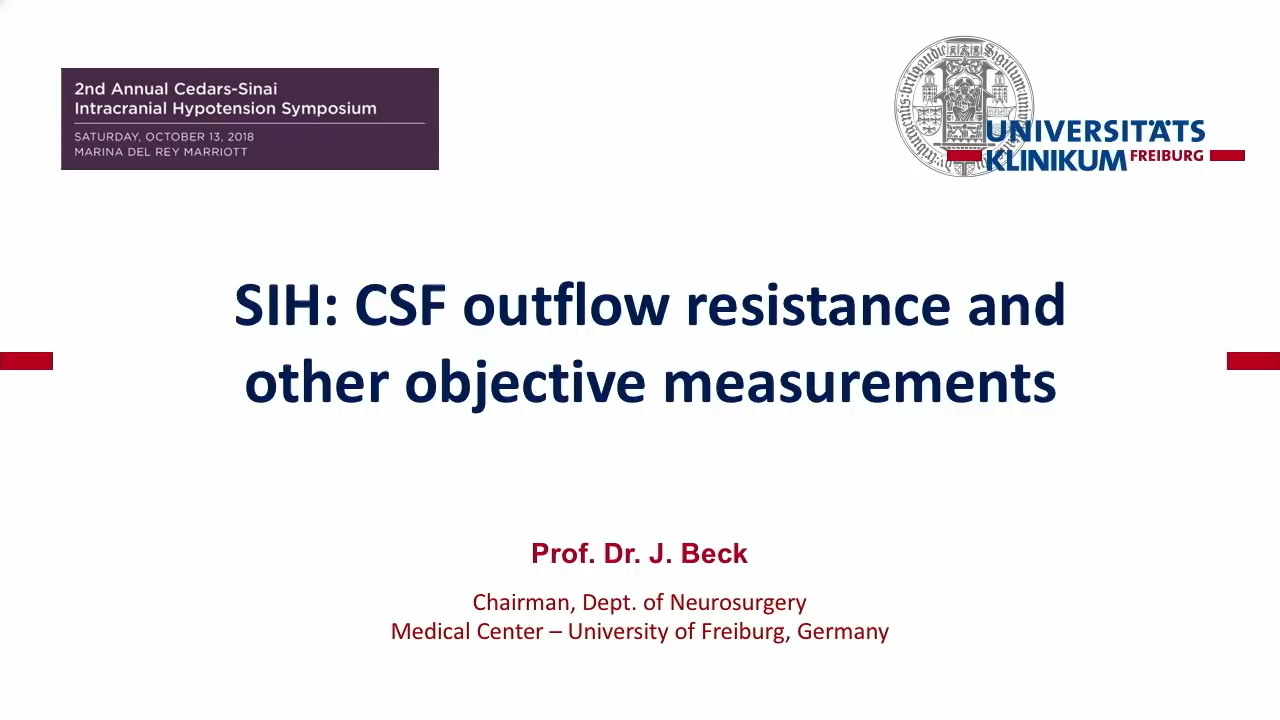 2nd Annual Cedars-Sinai
Intracranial Hypotension Symposium
SATURDAY, OCTOBER 13, 2018
MARINA DEL REY MARRIOTT
UNIVERSITÄTS
KLINIKUM FREIBURG
SIH: CSF outflow resistance and
other objective measurements
Prof. Dr. J. Beck
Chairman, Dept. of Neurosurgery
Medical Center – University of Freiburg, Germany